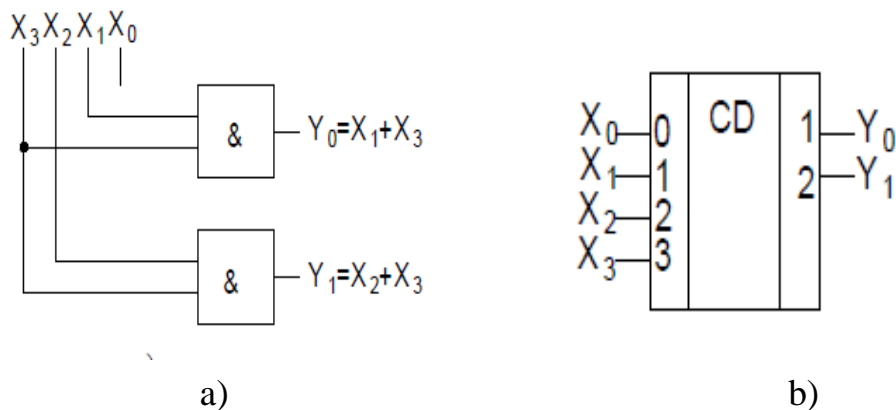 X₃X₂X₁X₀
& Y₀=X₁+X₃
& Y₁=X₂+X₃
a)
CD
X₀ 0 1 Y₀
X₁ 1 2 Y₁
X₂ 2
X₃ 3
b)